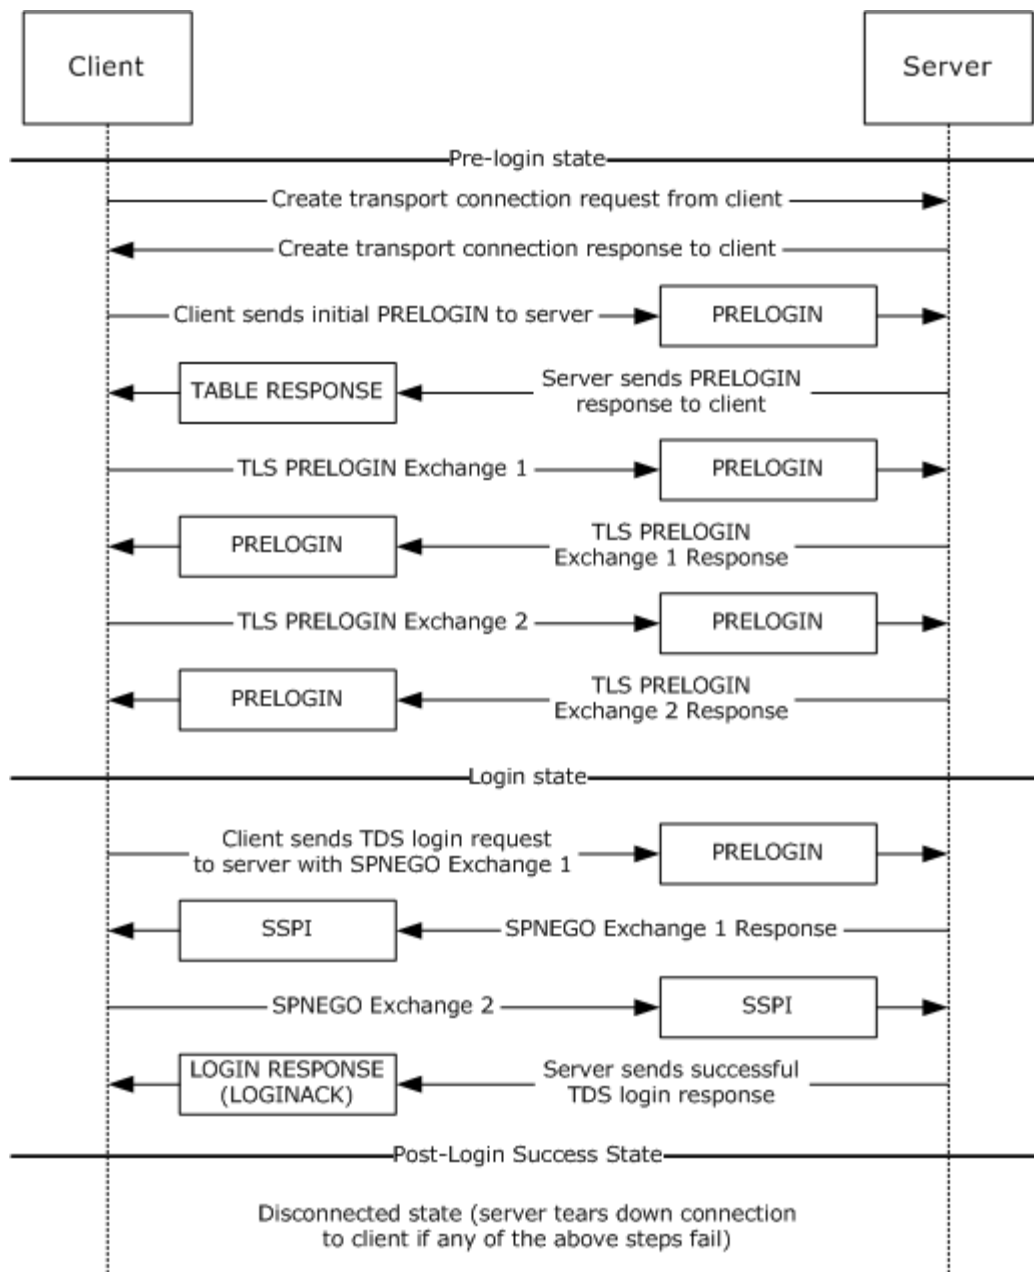 Client
Server
Pre-login state
Create transport connection request from client
Create transport connection response to client
Client sends initial PRELOGIN to server
PRELOGIN
TABLE RESPONSE
Server sends PRELOGIN
response to client
TLS PRELOGIN Exchange 1
PRELOGIN
PRELOGIN
TLS PRELOGIN
Exchange 1 Response
TLS PRELOGIN Exchange 2
PRELOGIN
PRELOGIN
TLS PRELOGIN
Exchange 2 Response
Login state
Client sends TDS login request
to server with SPNEGO Exchange 1
PRELOGIN
SSPI
SPNEGO Exchange 1 Response
SPNEGO Exchange 2
SSPI
LOGIN RESPONSE
(LOGINACK)
Server sends successful
TDS login response
Post-Login Success State
Disconnected state (server tears down connection
to client if any of the above steps fail)